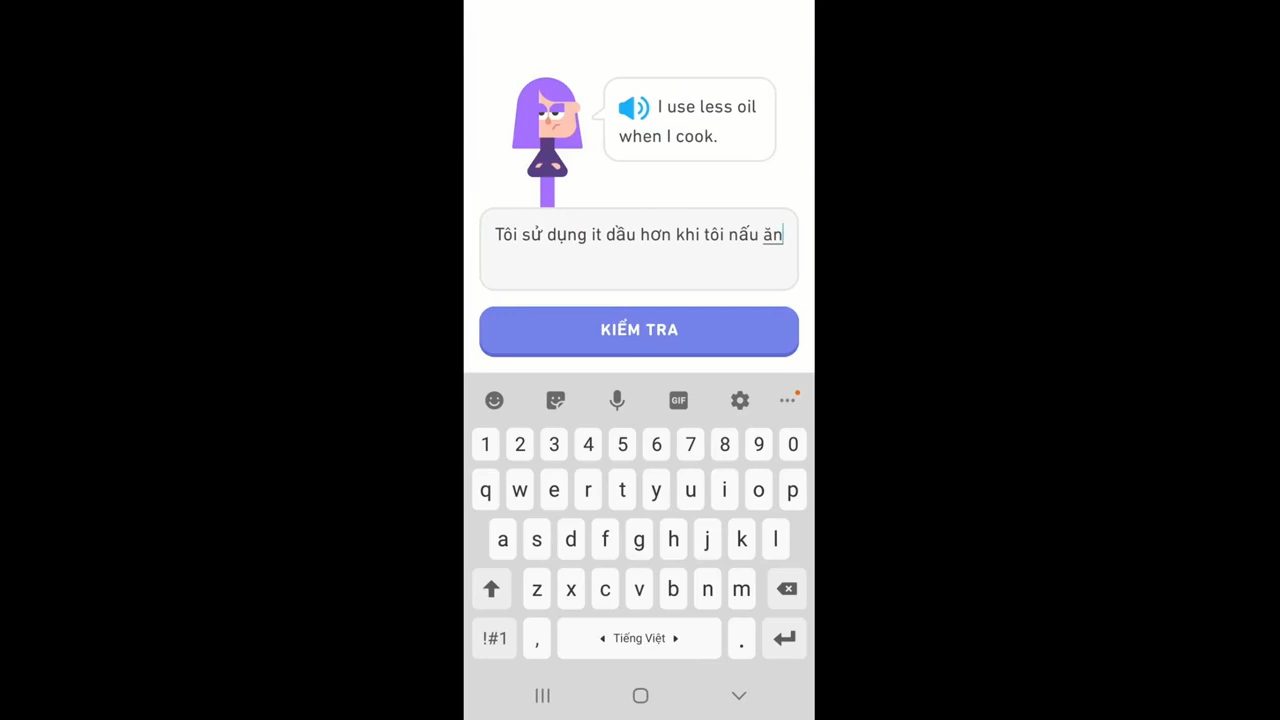 I use less oil
when I cook.
Tôi sử dụng it dầu hơn khi tôi nấu ăn
KIỂM TRA
GIF
1 2 3 4 5 6 7 8 9 0
q w e r t y u i o p
a s d f g h j k l
z x c v b n m
!#1 , Tiếng Việt .